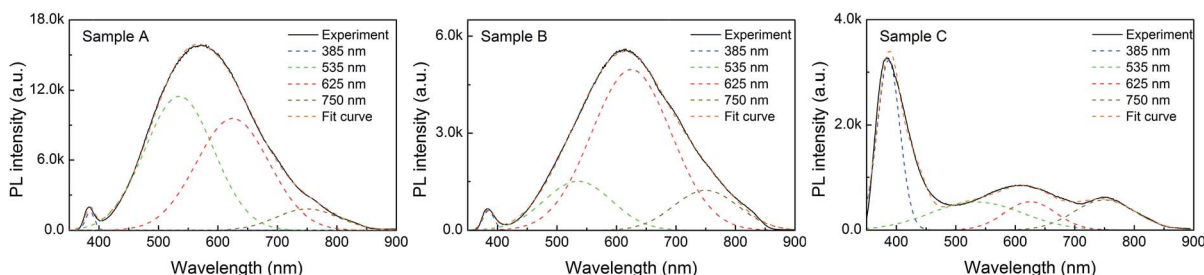 18.0k
12.0k
6.0k
0.0
PL intensity (a.u.)
Sample A
Experiment
385 nm
535 nm
625 nm
750 nm
Fit curve
400 500 600 700 800 900
Wavelength (nm)
6.0k
3.0k
0.0
PL intensity (a.u.)
Sample B
Experiment
385 nm
535 nm
625 nm
750 nm
Fit curve
400 500 600 700 800 900
Wavelength (nm)
4.0k
2.0k
0.0
PL intensity (a.u.)
Sample C
Experiment
385 nm
535 nm
625 nm
750 nm
Fit curve
400 500 600 700 800 900
Wavelength (nm)